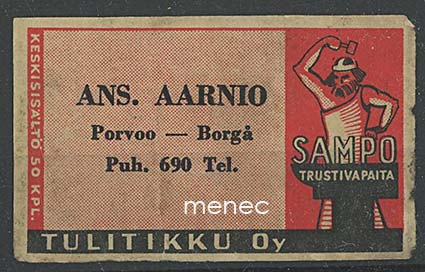 KESKISISÄLTÖ 50 KPL.
ANS. AARNIO
Porvoo — Borgå
Puh. 690 Tel.
SAMPO
TRUSTIVAPAITA
menec
TULITIKKU Oy